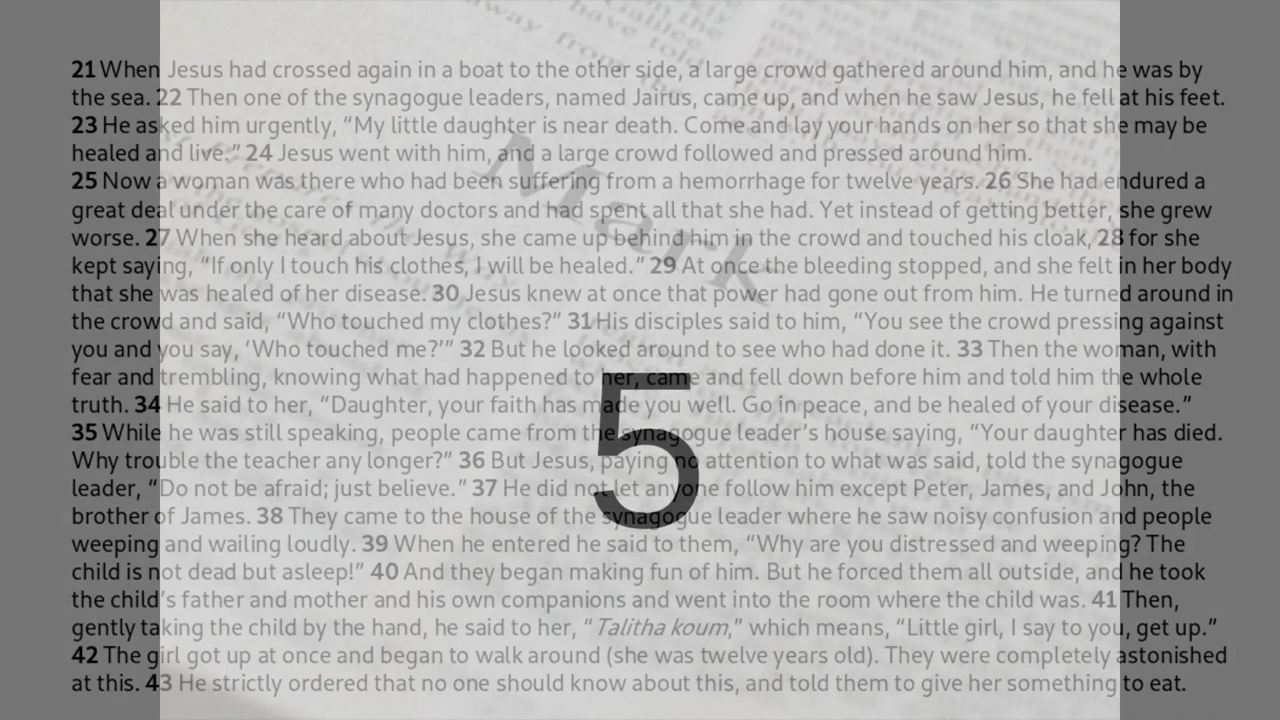 21 When Jesus had crossed again in a boat to the other side, a large crowd gathered around him, and he was by
the sea. 22 Then one of the synagogue leaders, named Jairus, came up, and when he saw Jesus, he fell at his feet.
23 He asked him urgently, “My little daughter is near death. Come and lay your hands on her so that she may be
healed and live.” 24 Jesus went with him, and a large crowd followed and pressed around him.
25 Now a woman was there who had been suffering from a hemorrhage for twelve years. 26 She had endured a
great deal under the care of many doctors and had spent all that she had. Yet instead of getting better, she grew
worse. 27 When she heard about Jesus, she came up behind him in the crowd and touched his cloak, 28 for she
kept saying, “If only I touch his clothes, I will be healed.” 29 At once the bleeding stopped, and she felt in her body
that she was healed of her disease. 30 Jesus knew at once that power had gone out from him. He turned around in
the crowd and said, “Who touched my clothes?” 31 His disciples said to him, “You see the crowd pressing against
you and you say, ‘Who touched me?’” 32 But he looked around to see who had done it. 33 Then the woman, with
fear and trembling, knowing what had happened to her, came and fell down before him and told him the whole
truth. 34 He said to her, “Daughter, your faith has made you well. Go in peace, and be healed of your disease.”
35 While he was still speaking, people came from the synagogue leader’s house saying, “Your daughter has died.
Why trouble the teacher any longer?” 36 But Jesus, paying no attention to what was said, told the synagogue
leader, “Do not be afraid; just believe.” 37 He did not let anyone follow him except Peter, James, and John, the
brother of James. 38 They came to the house of the synagogue leader where he saw noisy confusion and people
weeping and wailing loudly. 39 When he entered he said to them, “Why are you distressed and weeping? The
child is not dead but asleep!” 40 And they began making fun of him. But he forced them all outside, and he took
the child’s father and mother and his own companions and went into the room where the child was. 41 Then,
gently taking the child by the hand, he said to her, “Talitha koum,” which means, “Little girl, I say to you, get up.”
42 The girl got up at once and began to walk around (she was twelve years old). They were completely astonished
at this. 43 He strictly ordered that no one should know about this, and told them to give her something to eat.
Mark
5